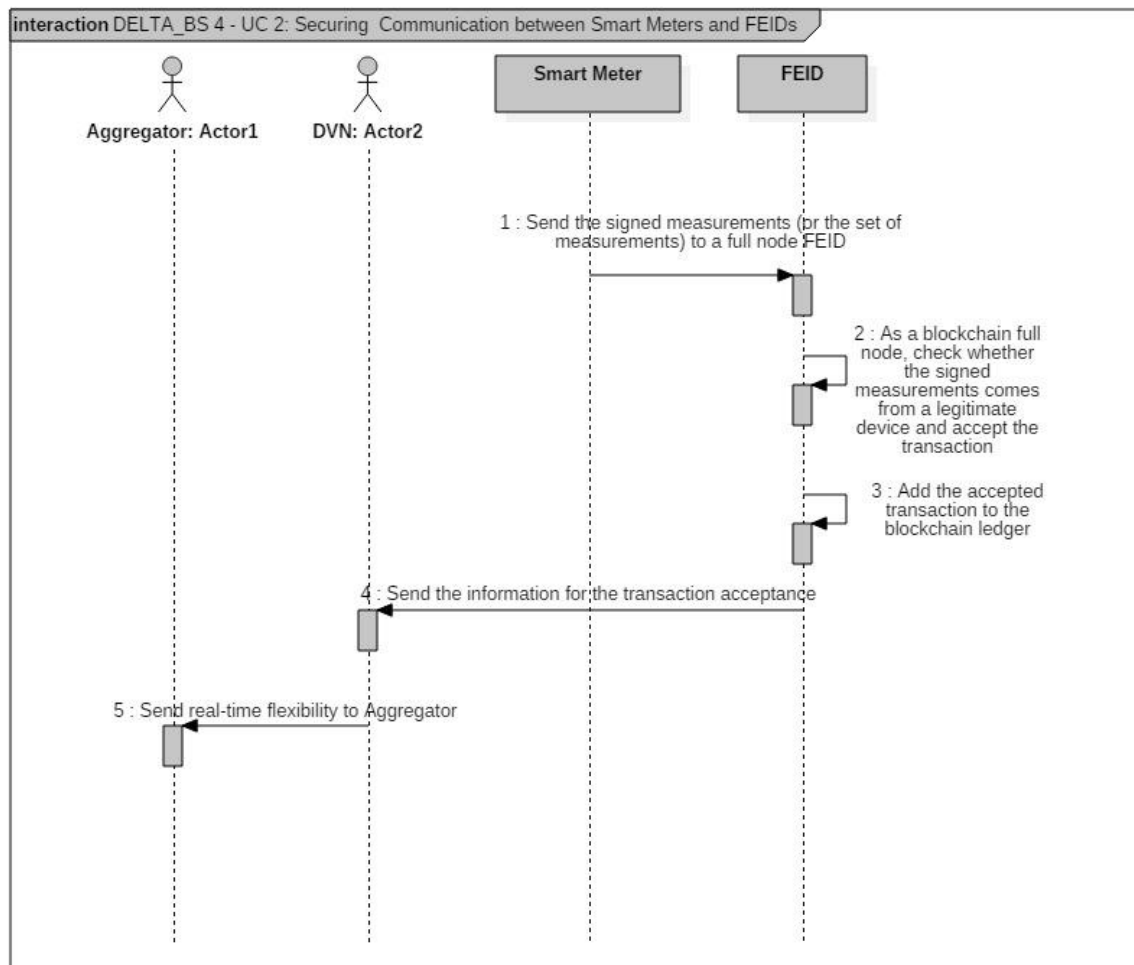 interaction DELTA_BS 4 - UC 2: Securing Communication between Smart Meters and FEIDs
Aggregator: Actor1
DVN: Actor2
Smart Meter
FEID
1 : Send the signed measurements (or the set of
measurements) to a full node FEID
2 : As a blockchain full
node, check whether
the signed
measurements comes
from a legitimate
device and accept the
transaction
3 : Add the accepted
transaction to the
blockchain ledger
4 : Send the information for the transaction acceptance
5 : Send real-time flexibility to Aggregator